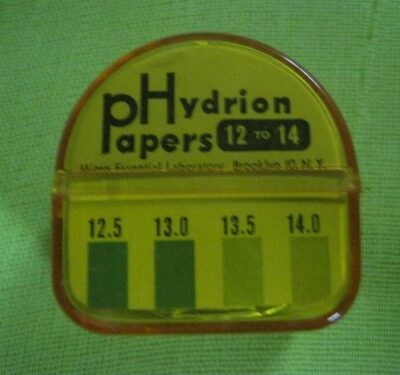 pHydrion
Papers 12 TO 14
Micro Essential Laboratory, Brooklyn 10, N. Y.
12.5 13.0 13.5 14.0